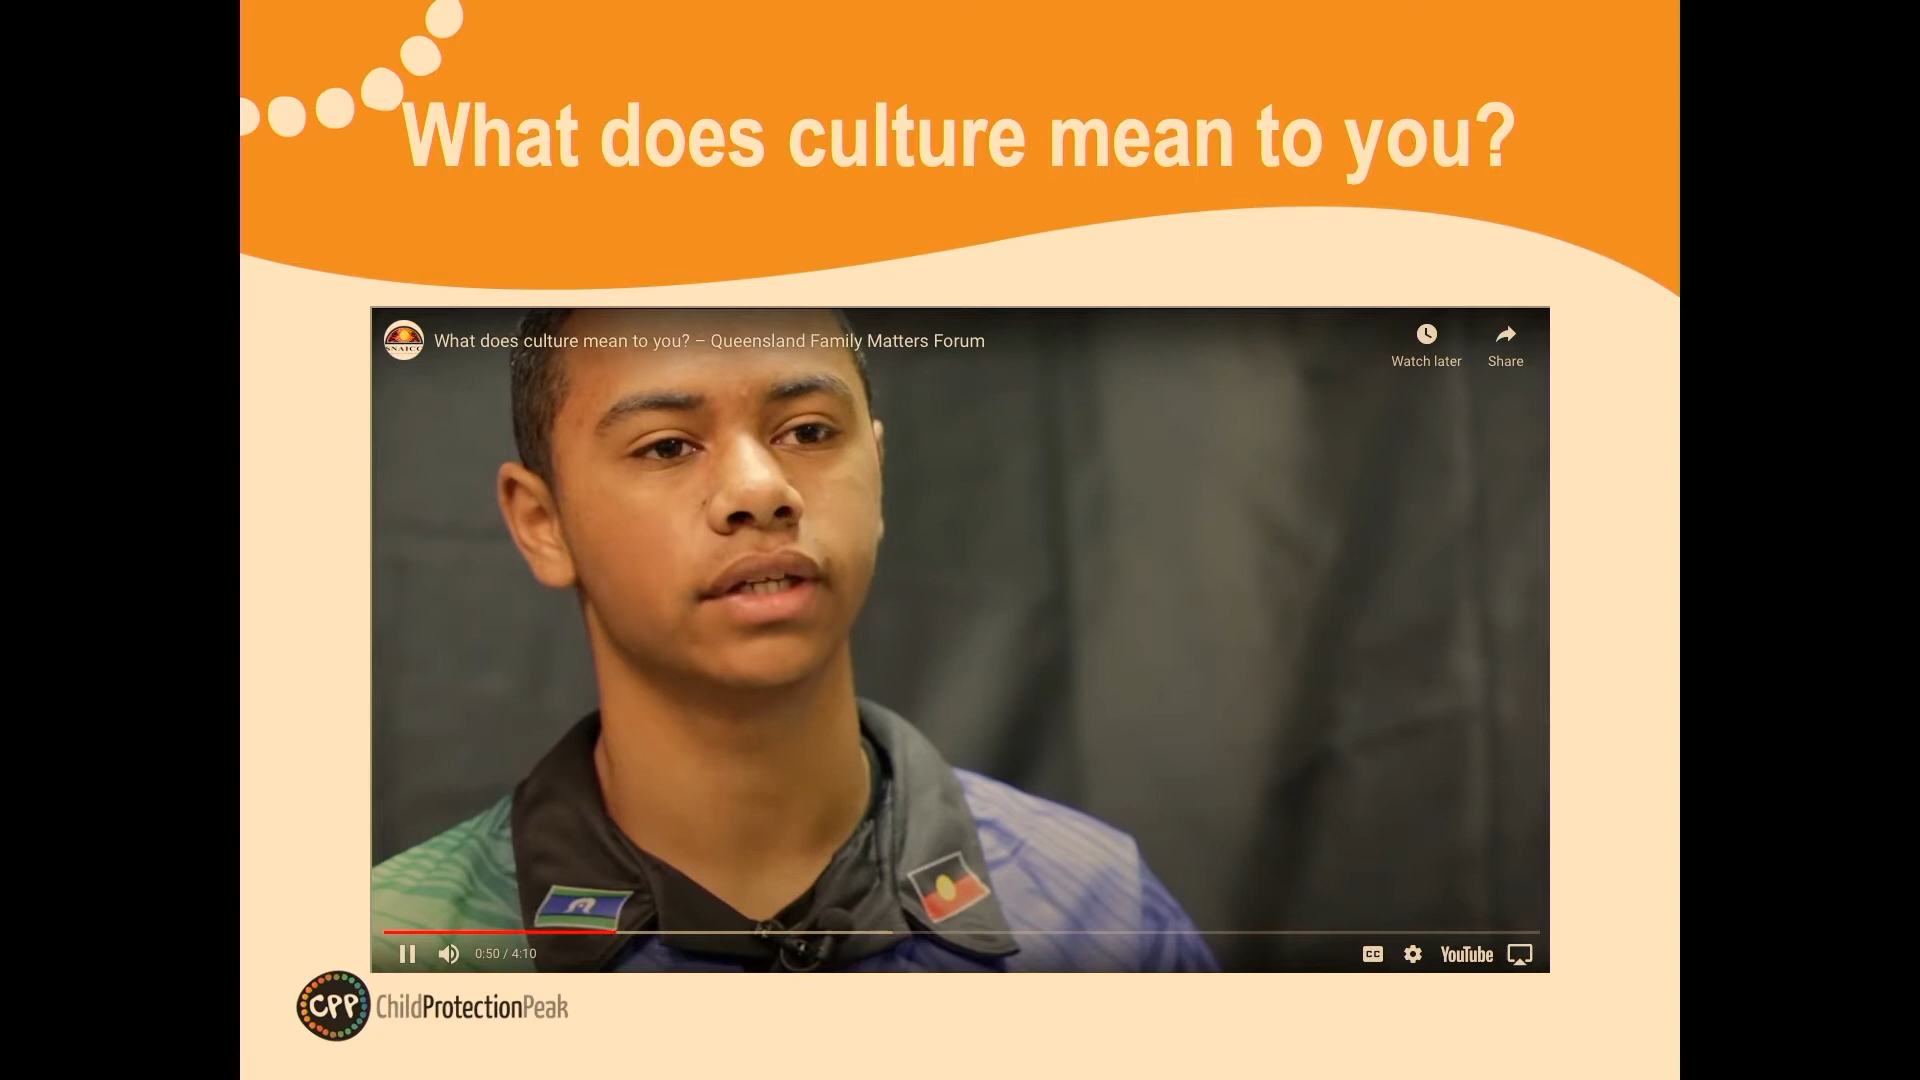 What does culture mean to you?
SNAICC
What does culture mean to you? – Queensland Family Matters Forum
Watch later
Share
0:50 / 4:10
CC
YouTube
CPP
ChildProtectionPeak